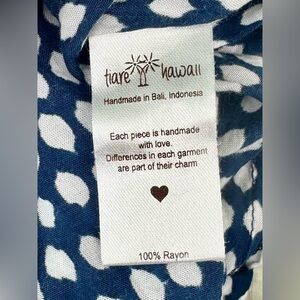 tiare hawaii
Handmade in Bali, Indonesia
Each piece is handmade
with love.
Differences in each garment
are part of their charm
100% Rayon